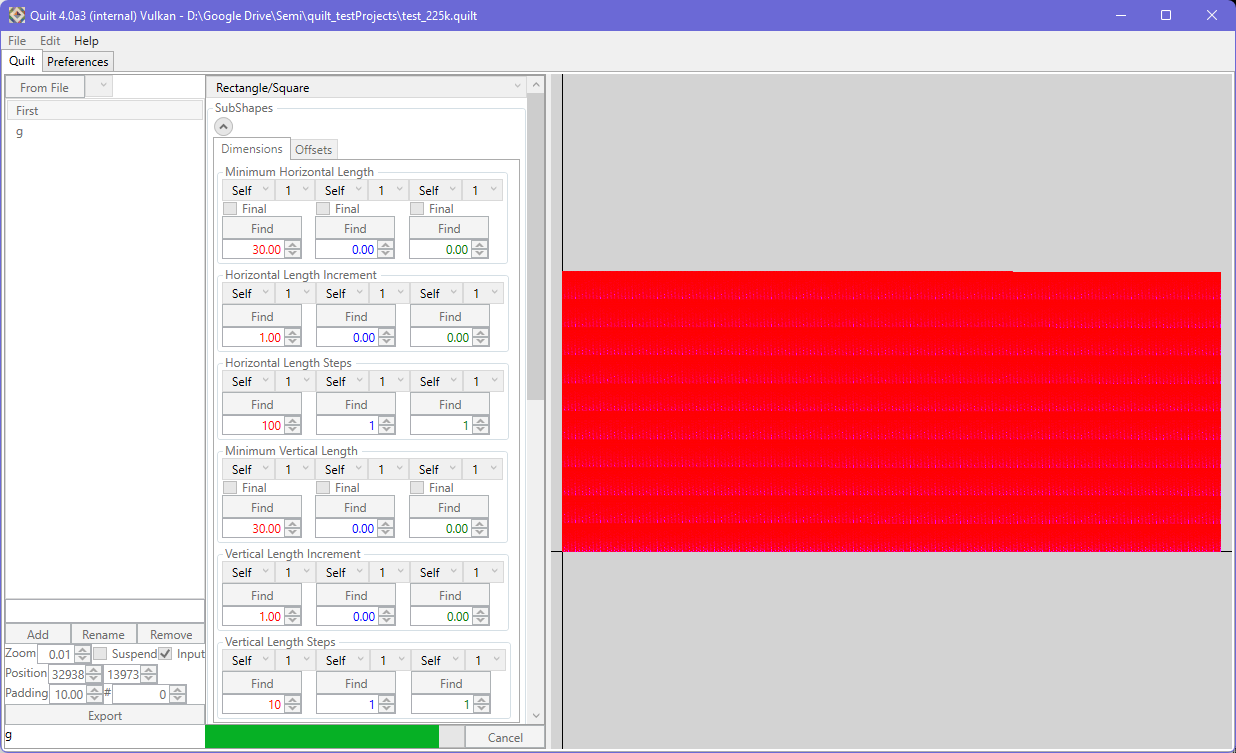 Quilt 4.0a3 (internal) Vulkan - D:\Google Drive\Semi\quilt_testProjects\test_225k.quilt
File Edit Help
Quilt Preferences
From File
First
g
Add Rename Remove
Zoom 0.01 Suspend Input
Position 32938 13973
Padding 10.00 # 0
Export
g
Rectangle/Square
SubShapes
Dimensions Offsets
Minimum Horizontal Length
Self 1 Self 1 Self 1
Final Final Final
Find Find Find
30.00 0.00 0.00
Horizontal Length Increment
Self 1 Self 1 Self 1
Find Find Find
1.00 0.00 0.00
Horizontal Length Steps
Self 1 Self 1 Self 1
Find Find Find
100 1 1
Minimum Vertical Length
Self 1 Self 1 Self 1
Final Final Final
Find Find Find
30.00 0.00 0.00
Vertical Length Increment
Self 1 Self 1 Self 1
Find Find Find
1.00 0.00 0.00
Vertical Length Steps
Self 1 Self 1 Self 1
Find Find Find
10 1 1
Cancel